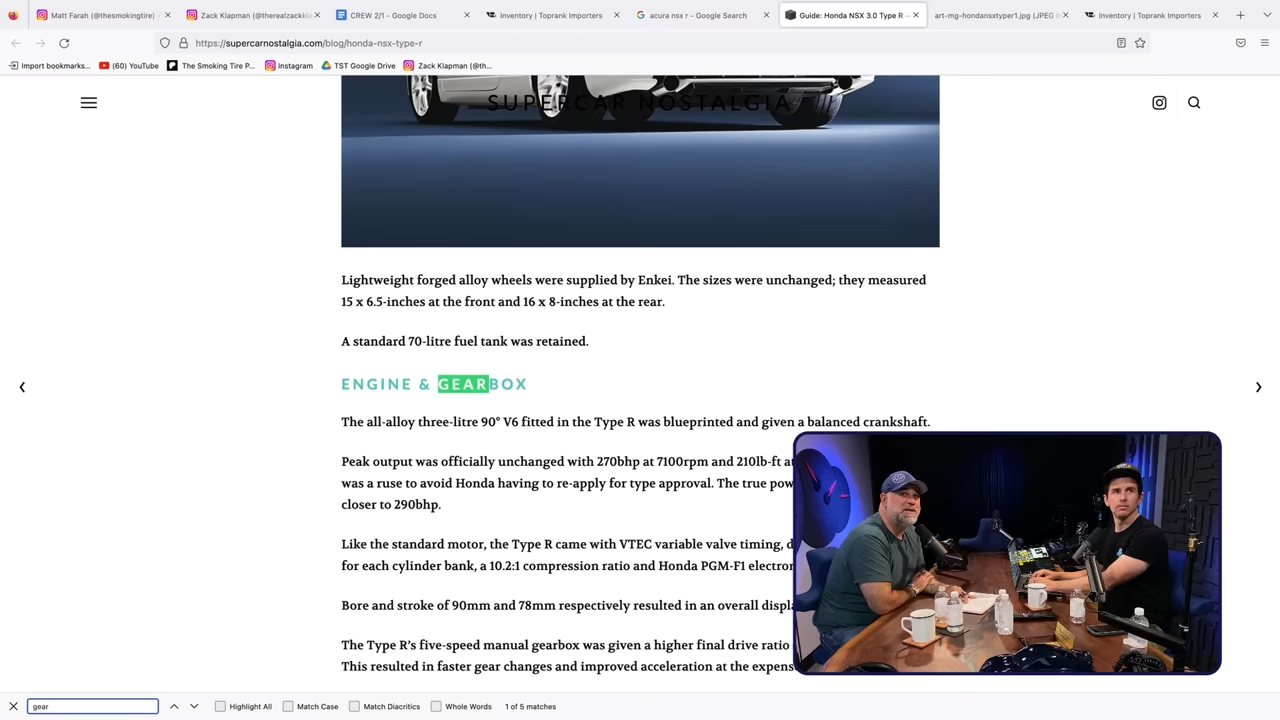 Matt Farah (@thesmokingtire) •
Zack Klapman (@therealzackkl
CREW 2/1 - Google Docs
Inventory | Toprank Importers
acura nsx r - Google Search
Guide: Honda NSX 3.0 Type R —
art-mg-hondansxtyper1.jpg (JPEG I
Inventory | Toprank Importers
https://supercarnostalgia.com/blog/honda-nsx-type-r
Import bookmarks...
(60) YouTube
The Smoking Tire P...
Instagram
TST Google Drive
Zack Klapman (@th...
SUPERCAR NOSTALGIA
Lightweight forged alloy wheels were supplied by Enkei. The sizes were unchanged; they measured
15 x 6.5-inches at the front and 16 x 8-inches at the rear.
A standard 70-litre fuel tank was retained.
ENGINE & GEARBOX
The all-alloy three-litre 90° V6 fitted in the Type R was blueprinted and given a balanced crankshaft.
Peak output was officially unchanged with 270bhp at 7100rpm and 210lb-ft at
was a ruse to avoid Honda having to re-apply for type approval. The true pow
closer to 290bhp.
Like the standard motor, the Type R came with VTEC variable valve timing, d
for each cylinder bank, a 10.2:1 compression ratio and Honda PGM-F1 electron
Bore and stroke of 90mm and 78mm respectively resulted in an overall displa
The Type R’s five-speed manual gearbox was given a higher final drive ratio
This resulted in faster gear changes and improved acceleration at the expens
gear
Highlight All
Match Case
Match Diacritics
Whole Words
1 of 5 matches